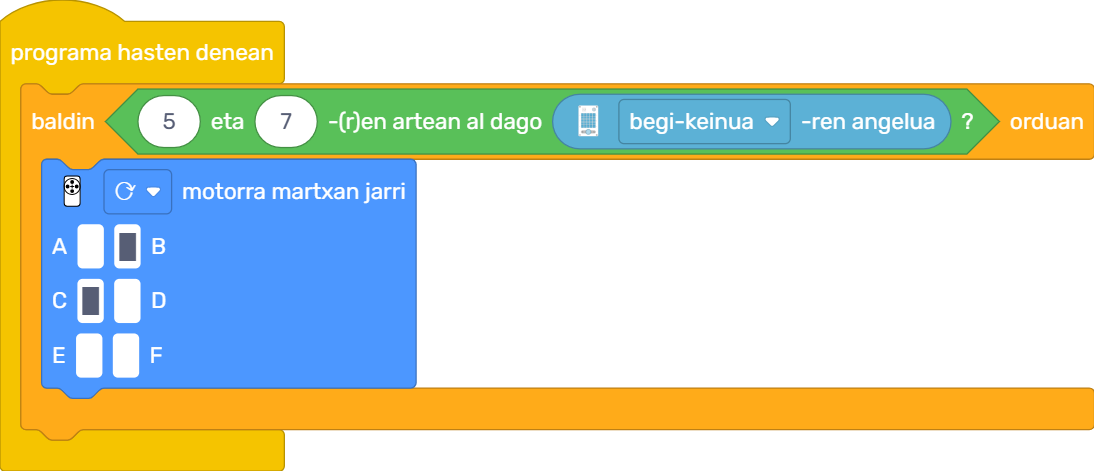 programa hasten denean
baldin 5 eta 7 -(r)en artean al dago begi-keinua -ren angelua ? orduan
motorra martxan jarri
A B
C D
E F